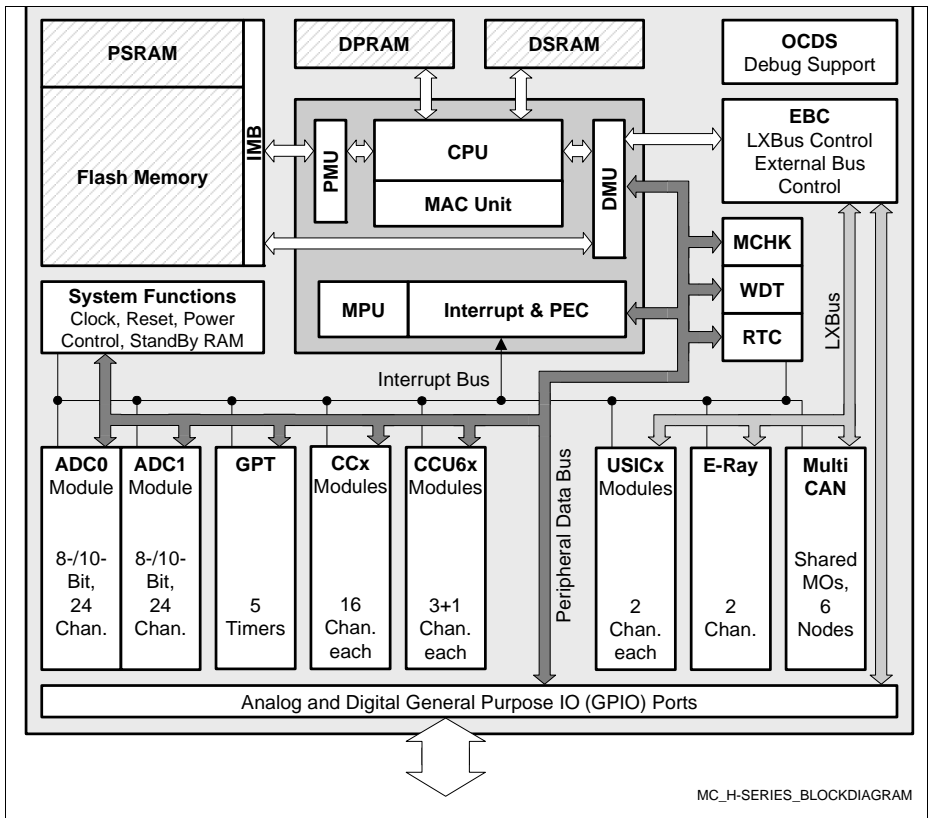 PSRAM
Flash Memory
IMB
DPRAM
DSRAM
OCDS
Debug Support
EBC
LXBus Control
External Bus
Control
PMU
CPU
MAC Unit
DMU
MCHK
WDT
RTC
LXBus
System Functions
Clock, Reset, Power
Control, StandBy RAM
MPU
Interrupt & PEC
Interrupt Bus
ADC0
Module
8-/10-
Bit,
24
Chan.
ADC1
Module
8-/10-
Bit,
24
Chan.
GPT
5
Timers
CCx
Modules
16
Chan.
each
CCU6x
Modules
3+1
Chan.
each
Peripheral Data Bus
USICx
Modules
2
Chan.
each
E-Ray
2
Chan.
Multi
CAN
Shared
MOs,
6
Nodes
Analog and Digital General Purpose IO (GPIO) Ports
MC_H-SERIES_BLOCKDIAGRAM